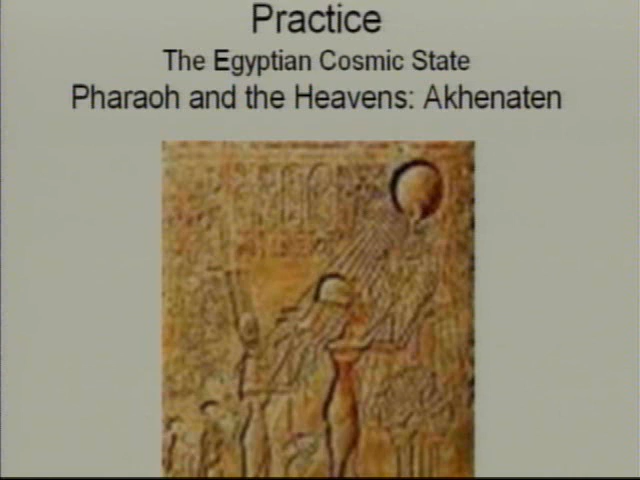 Practice
The Egyptian Cosmic State
Pharaoh and the Heavens: Akhenaten